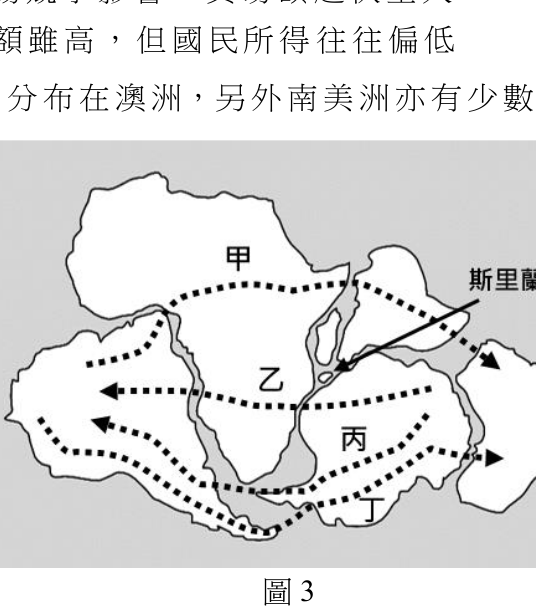 額雖高，但國民所得往往偏低
分布在澳洲，另外南美洲亦有少數
甲
斯里蘭
乙
丙
丁
圖 3